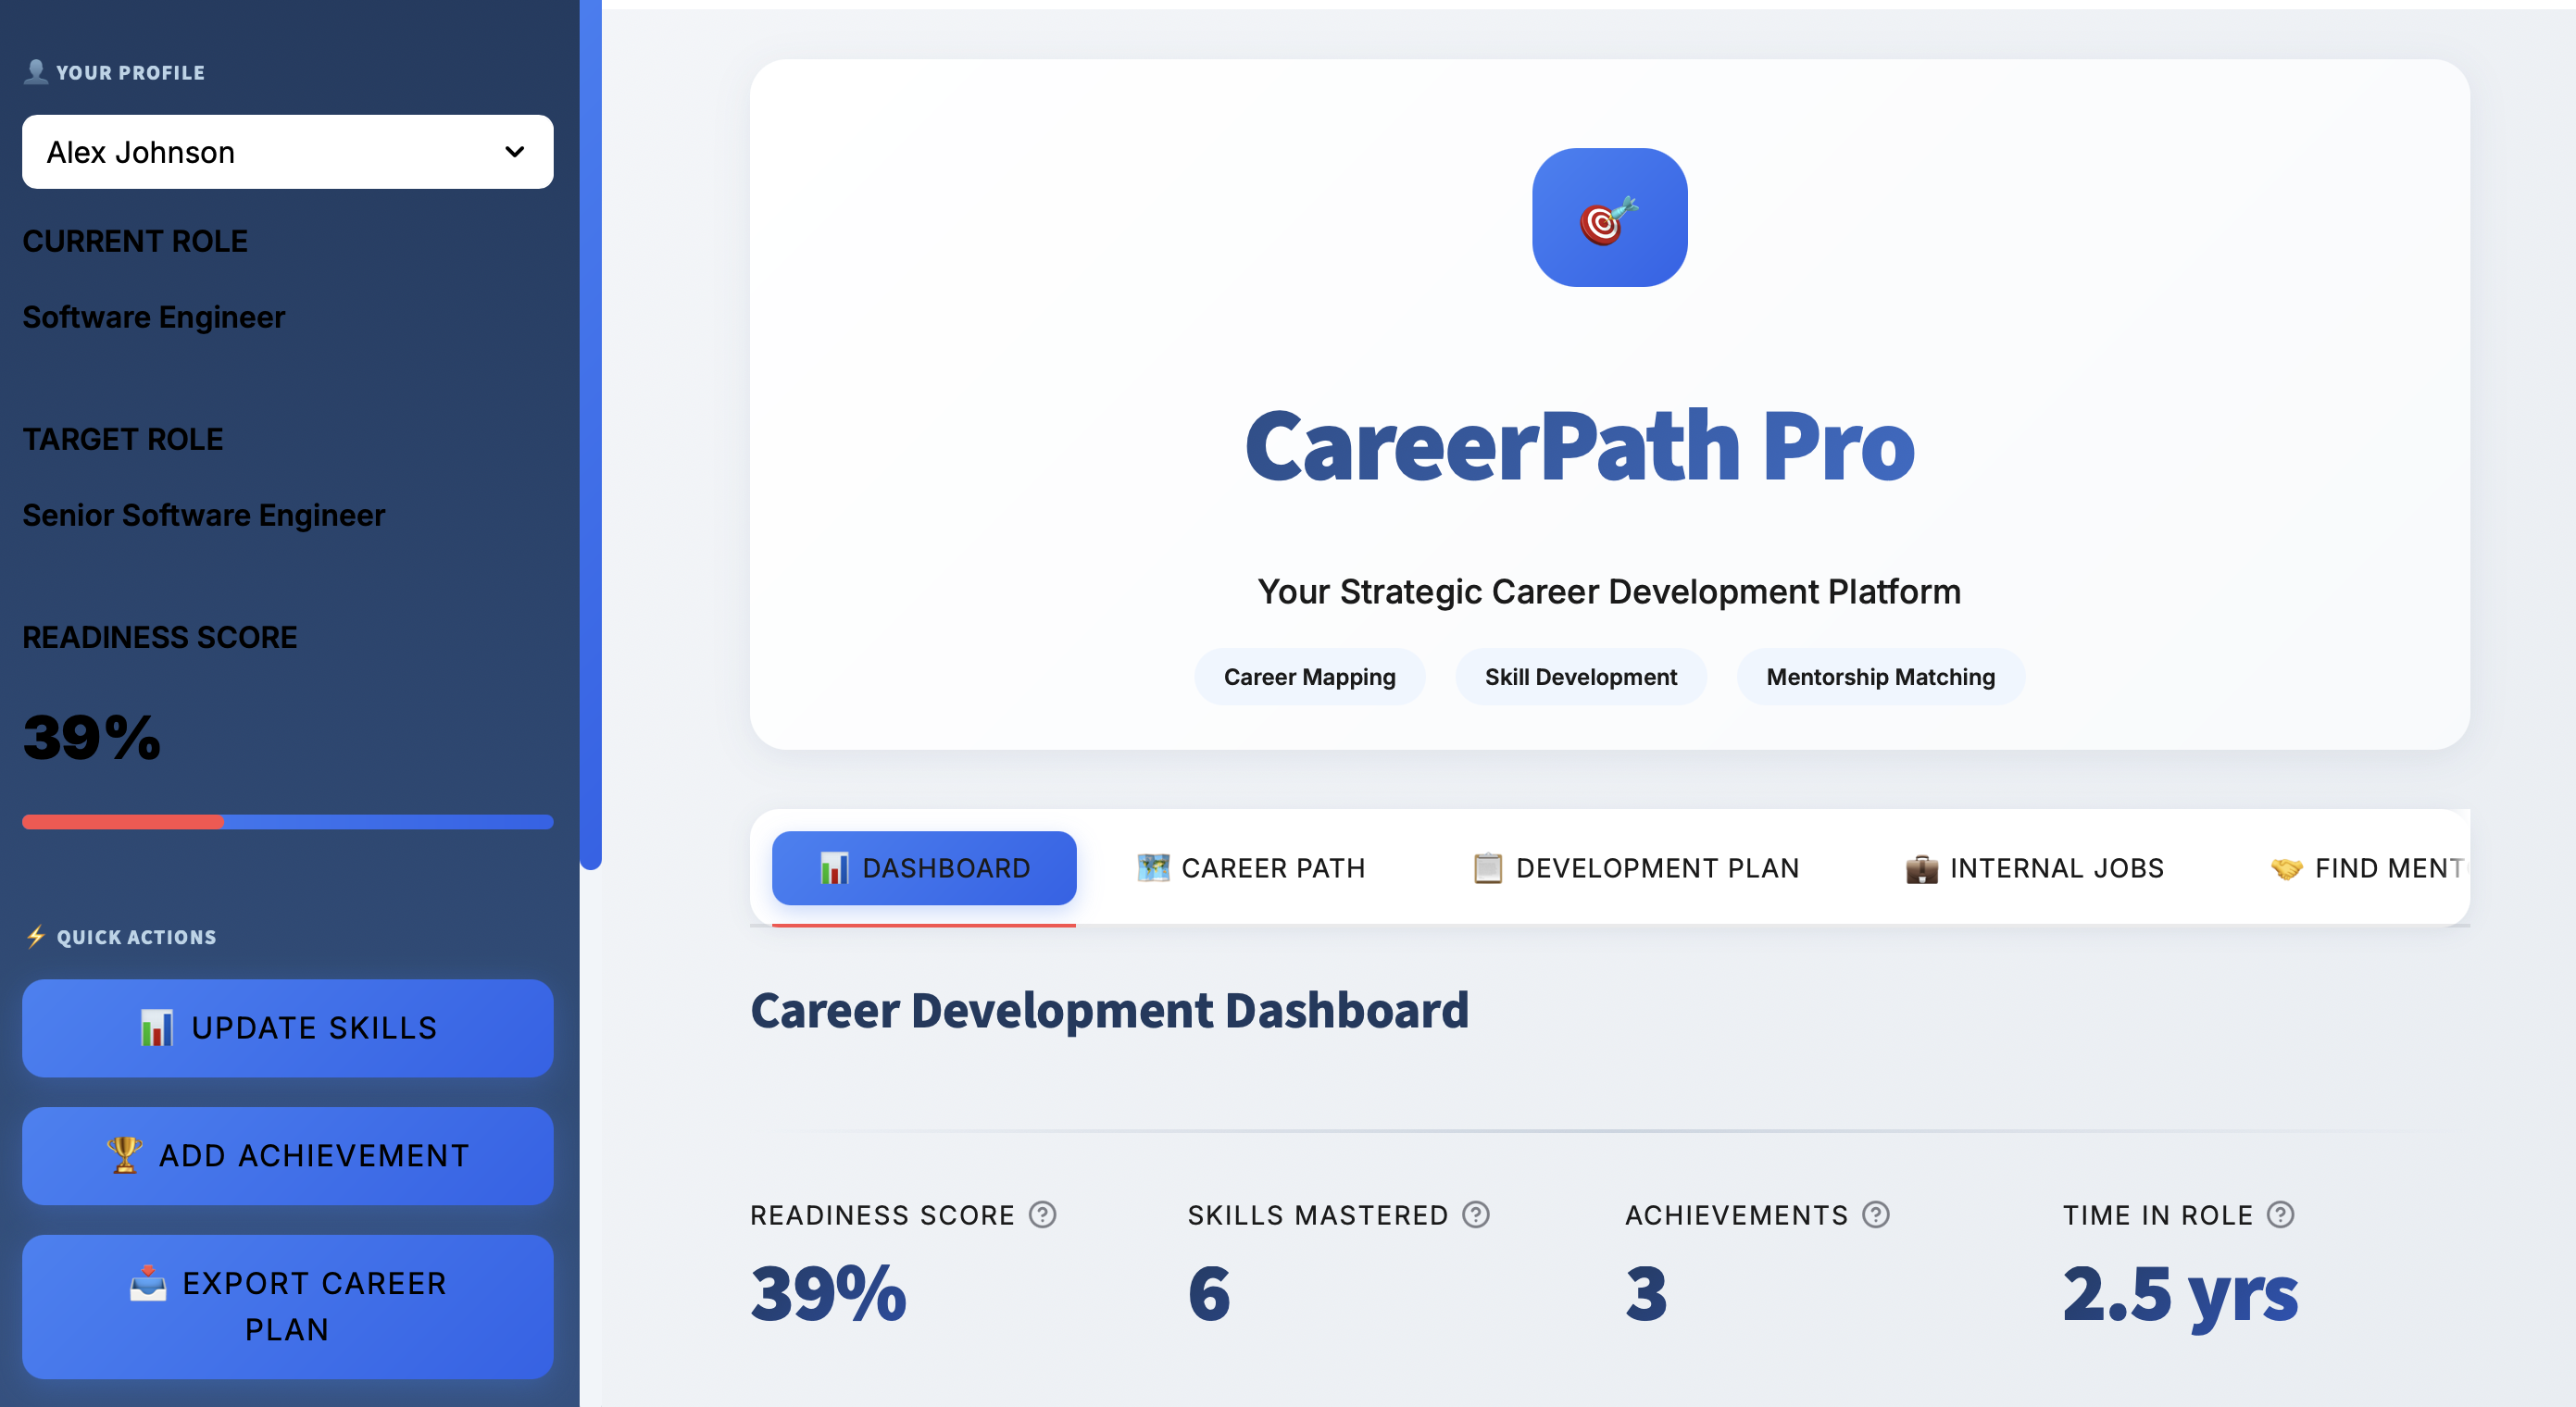 YOUR PROFILE
Alex Johnson
CURRENT ROLE
Software Engineer
TARGET ROLE
Senior Software Engineer
READINESS SCORE
39%
QUICK ACTIONS
UPDATE SKILLS
ADD ACHIEVEMENT
EXPORT CAREER
PLAN
CareerPath Pro
Your Strategic Career Development Platform
Career Mapping Skill Development Mentorship Matching
DASHBOARD CAREER PATH DEVELOPMENT PLAN INTERNAL JOBS FIND MENT
Career Development Dashboard
READINESS SCORE SKILLS MASTERED ACHIEVEMENTS TIME IN ROLE
39% 6 3 2.5 yrs